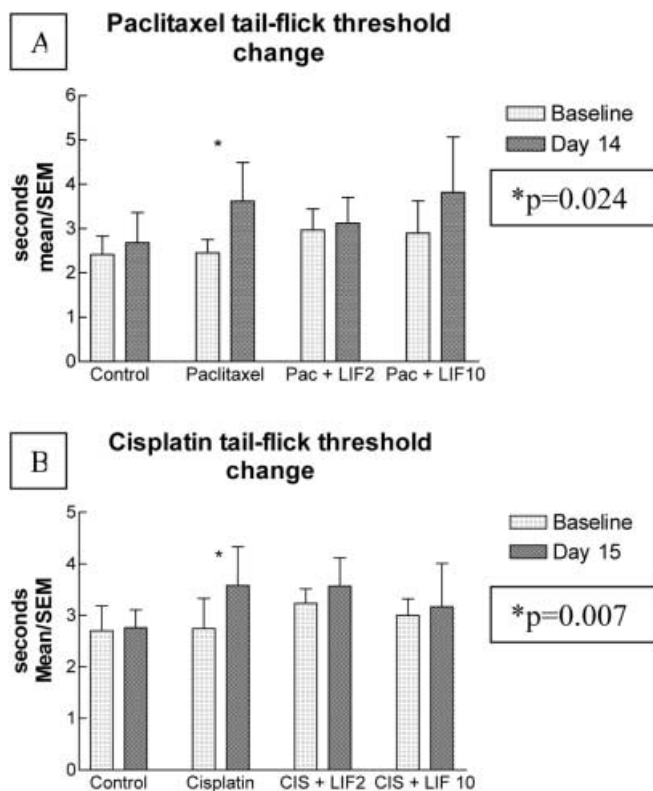 A
Paclitaxel tail-flick threshold
change
6
5
4
3
2
1
0
seconds
mean/SEM
*
Baseline
Day 14
*p=0.024
Control Paclitaxel Pac + LIF2 Pac + LIF10
B
Cisplatin tail-flick threshold
change
5
4
3
2
1
0
seconds
Mean/SEM
*
Baseline
Day 15
*p=0.007
Control Cisplatin CIS + LIF2 CIS + LIF 10